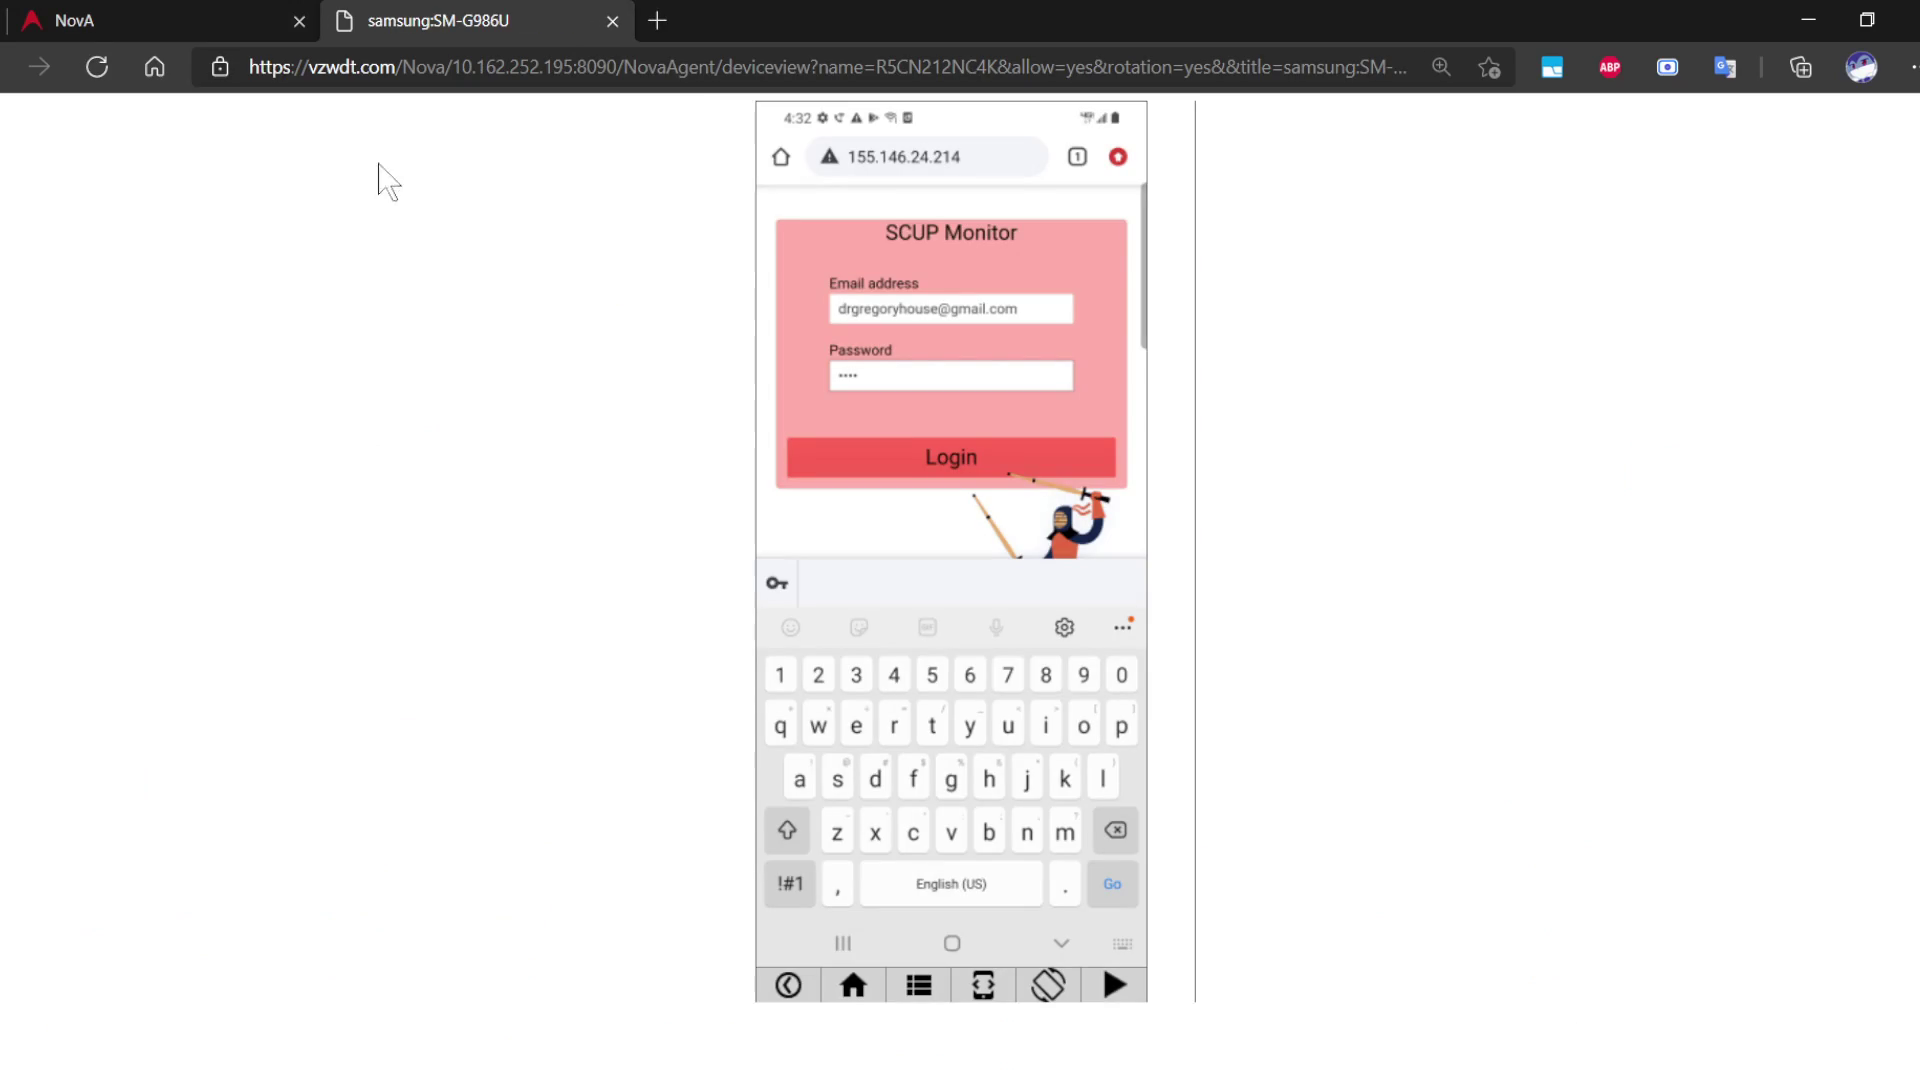 NovA
samsung:SM-G986U
https://vzwdt.com/Nova/10.162.252.195:8090/NovaAgent/deviceview?name=R5CN212NC4K&allow=yes&rotation=yes&&title=samsung:SM-...
ABP
4:32
155.146.24.214
1
SCUP Monitor
Email address
drgregoryhouse@gmail.com
Password
••••
Login
GIF
1 2 3 4 5 6 7 8 9 0
q w e r t y u i o p
a s d f g h j k l
z x c v b n m
!#1 , English (US) . Go